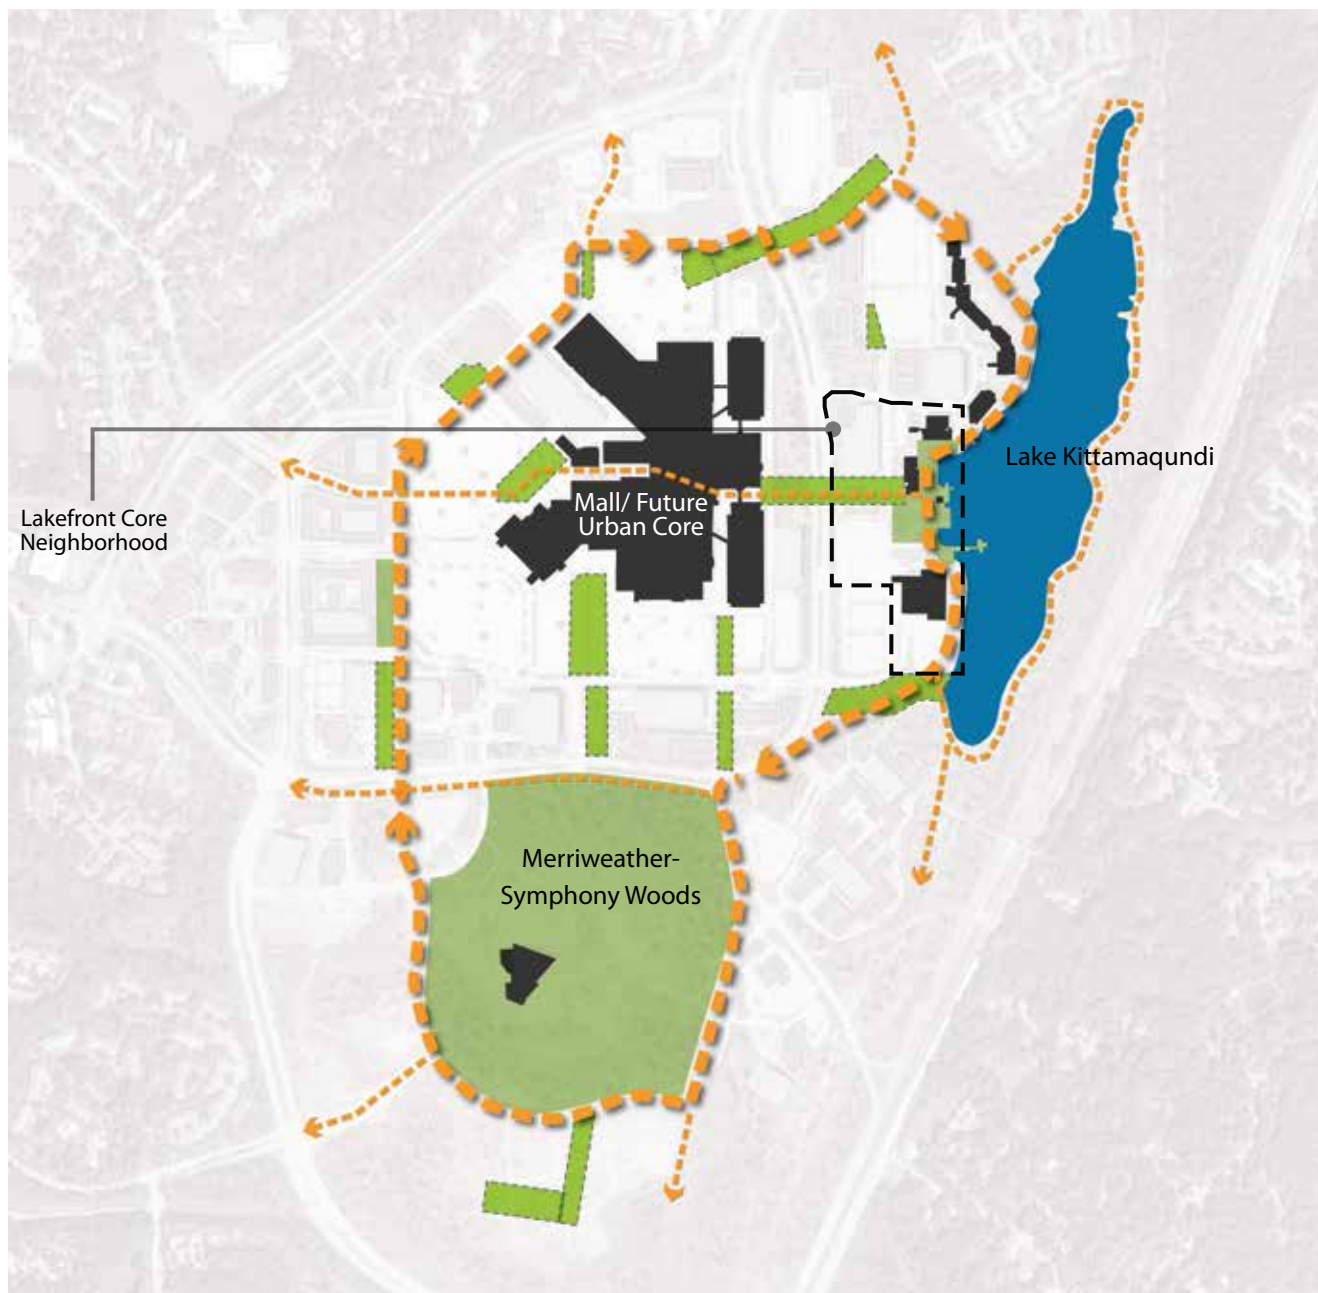 Lake Kittamaqundi
Mall/ Future
Urban Core
Lakefront Core
Neighborhood
Merriweather-
Symphony Woods